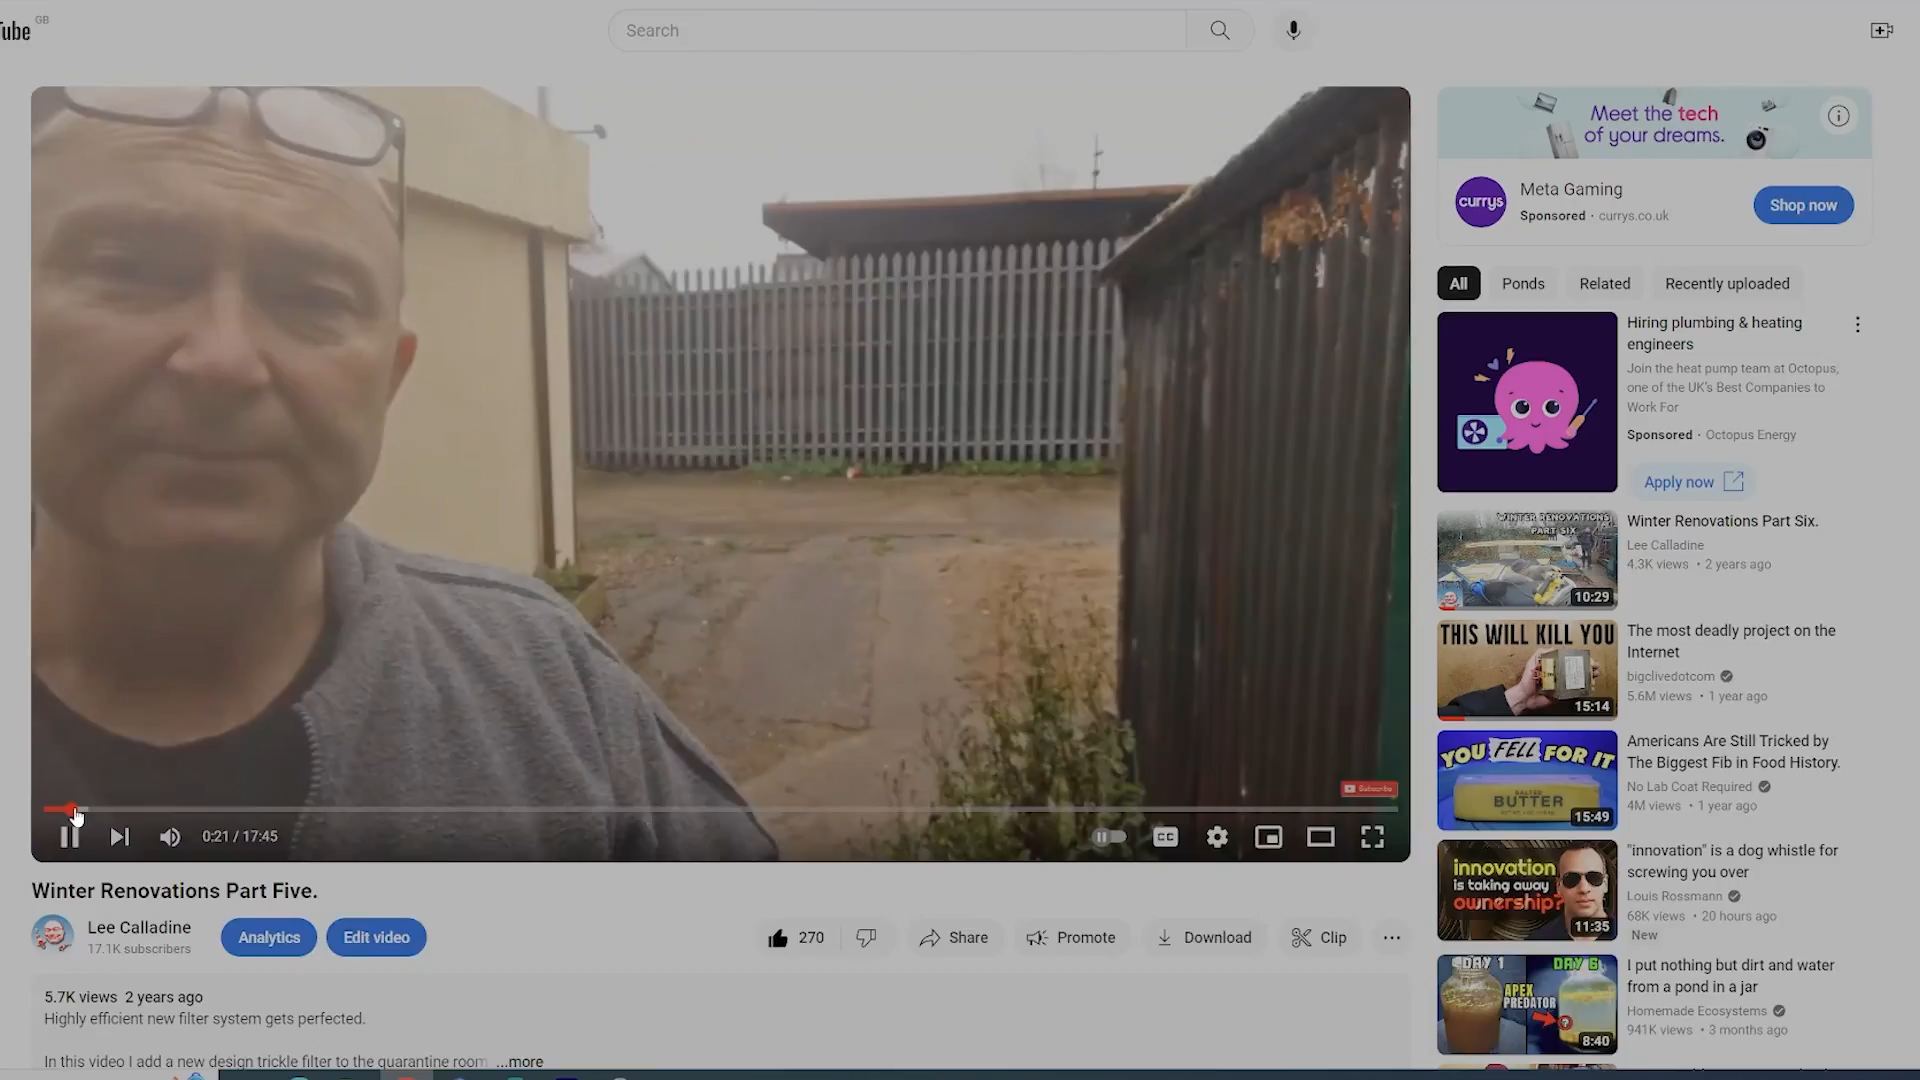 Tube GB
Search
Meet the tech
of your dreams.
currys
Meta Gaming
Sponsored · currys.co.uk
Shop now
All
Ponds
Related
Recently uploaded
Hiring plumbing & heating
engineers
Join the heat pump team at Octopus,
one of the UK's Best Companies to
Work For
Sponsored · Octopus Energy
Apply now
WINTER RENOVATIONS
PART SIX
10:29
Winter Renovations Part Six.
Lee Calladine
4.3K views • 2 years ago
THIS WILL KILL YOU
15:14
The most deadly project on the
Internet
bigclivedotcom
5.6M views • 1 year ago
YOU FELL FOR IT
SALTED
BUTTER
15:49
Americans Are Still Tricked by
The Biggest Fib in Food History.
No Lab Coat Required
4M views • 1 year ago
innovation
is taking away
ownership?
11:35
"innovation" is a dog whistle for
screwing you over
Louis Rossmann
68K views • 20 hours ago
New
DAY 1
DAY 6
APEX
PREDATOR
?
8:40
I put nothing but dirt and water
from a pond in a jar
Homemade Ecosystems
941K views • 3 months ago
Subscribe
0:21 / 17:45
CC
Winter Renovations Part Five.
Lee Calladine
17.1K subscribers
Analytics
Edit video
270
Share
Promote
Download
Clip
5.7K views 2 years ago
Highly efficient new filter system gets perfected.
In this video I add a new design trickle filter to the quarantine room ...more